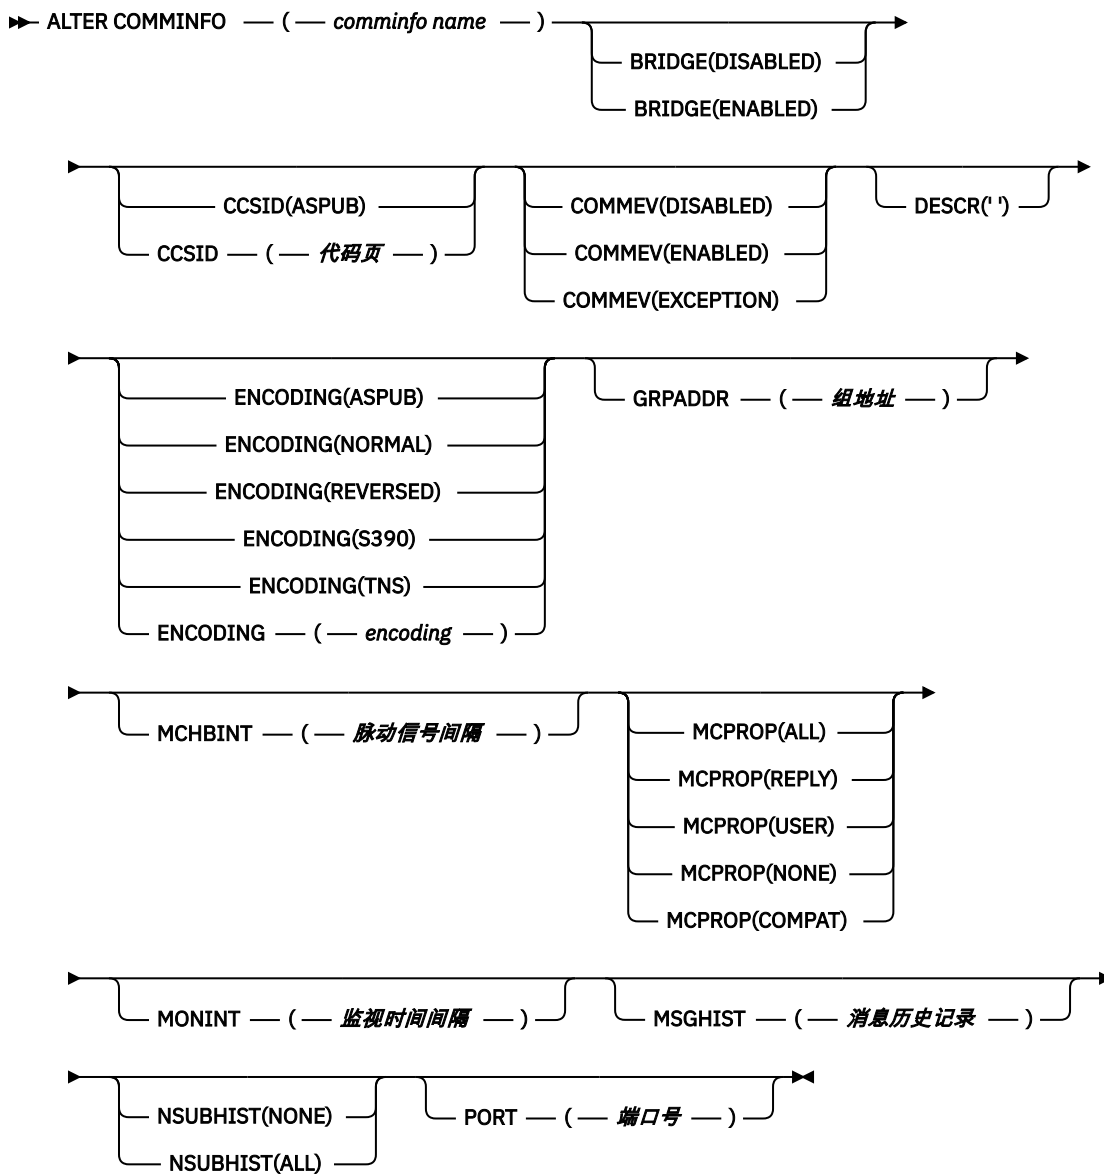 ALTER COMMINFO ( comminfo name )
BRIDGE(DISABLED)
BRIDGE(ENABLED)
CCSID(ASPUB)
CCSID ( 代码页 )
COMMEV(DISABLED)
COMMEV(ENABLED)
COMMEV(EXCEPTION)
DESCR(' ')
ENCODING(ASPUB)
ENCODING(NORMAL)
ENCODING(REVERSED)
ENCODING(S390)
ENCODING(TNS)
ENCODING ( encoding )
GRPADDR ( 组地址 )
MCHBINT ( 脉动信号间隔 )
MCPROP(ALL)
MCPROP(REPLY)
MCPROP(USER)
MCPROP(NONE)
MCPROP(COMPAT)
MONINT ( 监视时间间隔 )
MSGHIST ( 消息历史记录 )
NSUBHIST(NONE)
NSUBHIST(ALL)
PORT ( 端口号 )